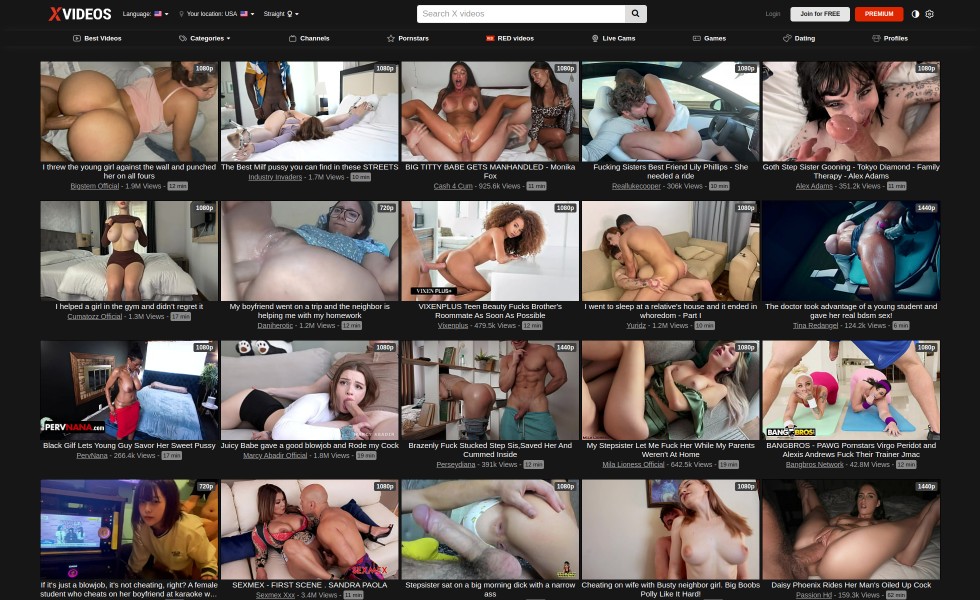 XVIDEOS
Language:
Your location: USA
Straight
Search X videos
Login
Join for FREE
PREMIUM
Best Videos
Categories
Channels
Pornstars
RED videos
Live Cams
Games
Dating
Profiles
1080p
1080p
1080p
1080p
1080p
I threw the young girl against the wall and punched
her on all fours
Bigstem Official - 1.9M Views - 12 min
The Best Milf pussy you can find in these STREETS
Industry Invaders - 1.7M Views - 10 min
BIG TITTY BABE GETS MANHANDLED - Monika
Fox
Cash 4 Cum - 925.6k Views - 11 min
Fucking Sisters Best Friend Lily Phillips - She
needed a ride
Reallukecooper - 306k Views - 10 min
Goth Step Sister Gooning - Tokyo Diamond - Family
Therapy - Alex Adams
Alex Adams - 351.2k Views - 11 min
1080p
720p
1080p
VIXEN PLUS+
1080p
1440p
I helped a girl in the gym and didn't regret it
Cumatozz Official - 1.3M Views - 17 min
My boyfriend went on a trip and the neighbor is
helping me with my homework
Daniherotic - 1.2M Views - 12 min
VIXENPLUS Teen Beauty Fucks Brother's
Roommate As Soon As Possible
Vixenplus - 479.5k Views - 12 min
I went to sleep at a relative's house and it ended in
whoredom - Part I
Yundz - 1.2M Views - 10 min
The doctor took advantage of a young student and
gave her real bdsm sex!
Tina Redangel - 124.2k Views - 6 min
1080p
PERVNANA.com
1080p
1440p
1080p
1080p
BANG BROS!
Black Gilf Lets Young Guy Savor Her Sweet Pussy
PervNana - 266.4k Views - 17 min
Juicy Babe gave a good blowjob and Rode my Cock
Marcy Abadir Official - 1.8M Views - 19 min
Brazenly Fuck Stucked Step Sis,Saved Her And
Cummed Inside
Perseydiana - 391k Views - 12 min
My Stepsister Let Me Fuck Her While My Parents
Weren't At Home
Mila Lioness Official - 642.5k Views - 19 min
BANGBROS - PAWG Pornstars Virgo Peridot and
Alexis Andrews Fuck Their Trainer Jmac
Bangbros Network - 42.8M Views - 12 min
720p
1080p
SEXMEX
1080p
1080p
1440p
If it's just a blowjob, it's not cheating, right? A female
student who cheats on her boyfriend at karaoke w...
SEXMEX - FIRST SCENE . SANDRA PAOLA
Sexmex Xxx - 3.4M Views - 11 min
Stepsister sat on a big morning dick with a narrow
ass
Cheating on wife with Busty neighbor girl. Big Boobs
Polly Like It Hard!
Daisy Phoenix Rides Her Man's Oiled Up Cock
Passion Hd - 159.3k Views - 62 min